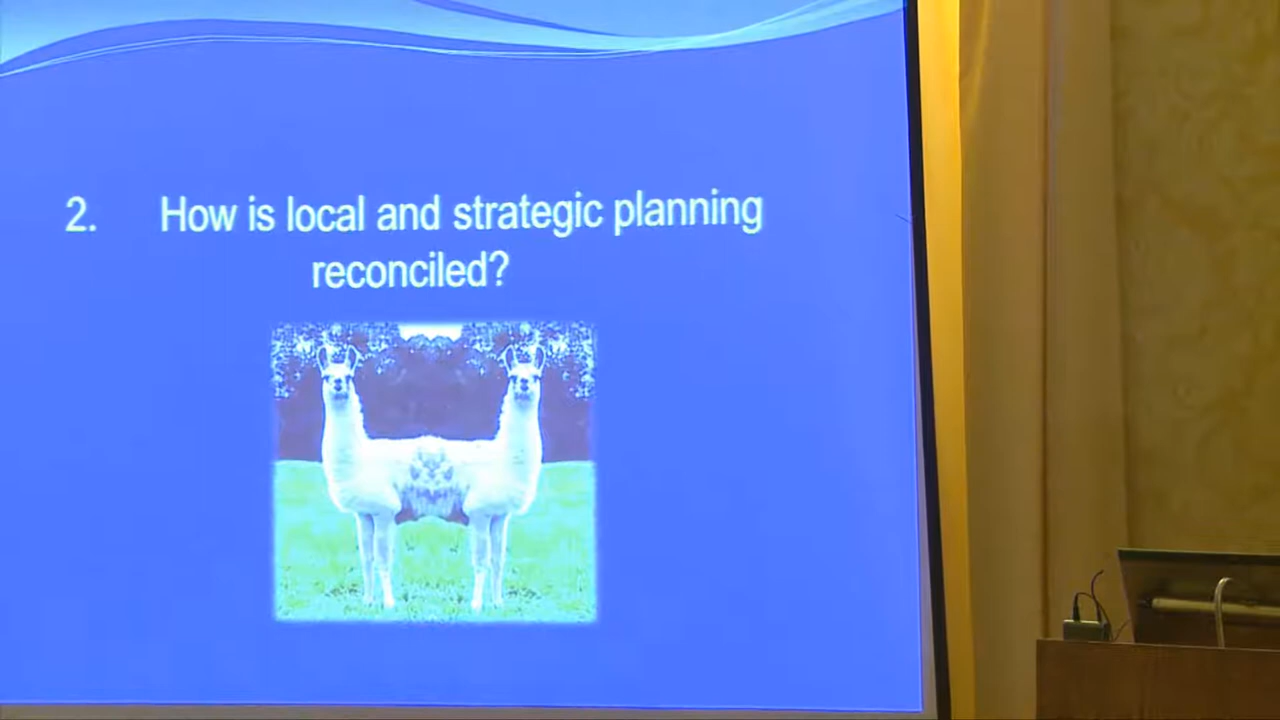 2. How is local and strategic planning
reconciled?